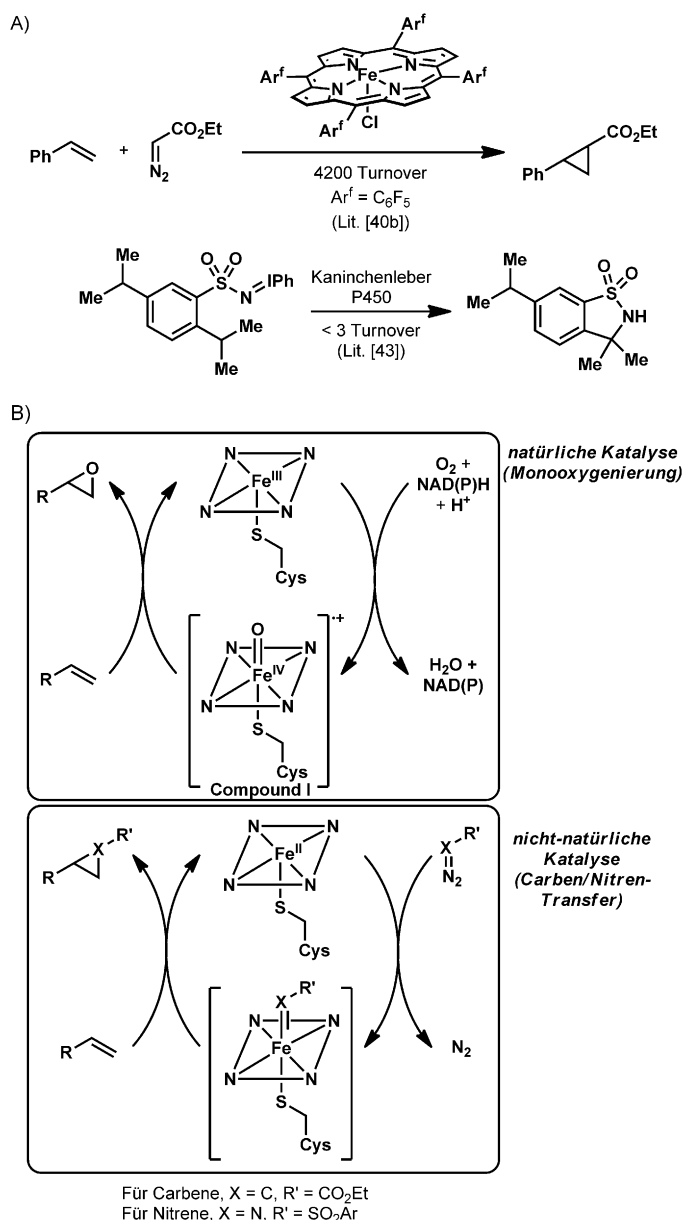 A)
Ar^f
Ar^f N N Ar^f
Fe
N N
Ar^f Cl
CO2Et
Ph + N2
4200 Turnover
Ar^f = C6F5
(Lit. [40b])
CO2Et
Ph
Me
Me
O O
S
N IPh
Me
Me
Kaninchenleber
P450
< 3 Turnover
(Lit. [43])
Me
Me
O O
S
NH
Me Me
B)
natürliche Katalyse
(Monooxygenierung)
R O
N N
Fe^III
N N
S
Cys
O2 +
NAD(P)H
+ H+
R
O
N N
Fe^IV
N N
S
Cys
·+
Compound I
H2O +
NAD(P)
nicht-natürliche
Katalyse
(Carben/Nitren-
Transfer)
R X R'
N N
Fe^II
N N
S
Cys
X R'
N2
R
X R'
N N
Fe
N N
S
Cys
N2
Für Carbene, X = C, R' = CO2Et
Für Nitrene, X = N, R' = SO2Ar